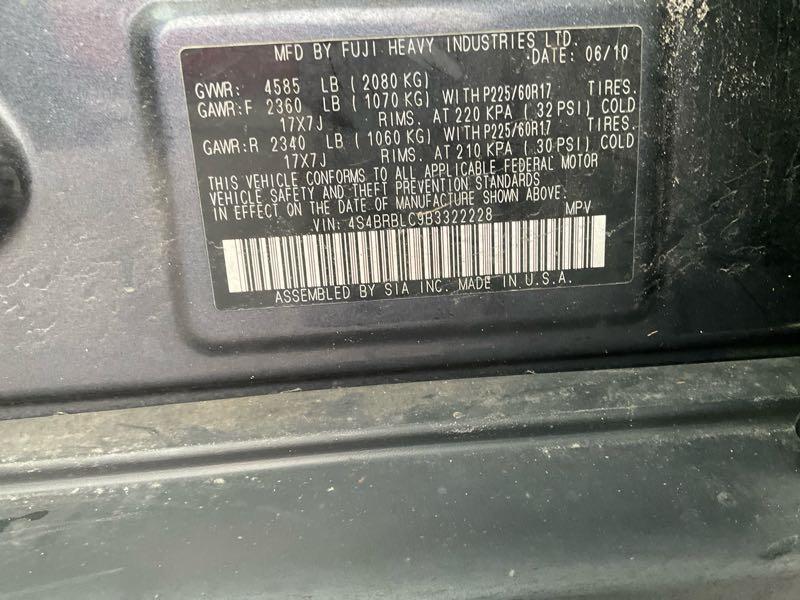 MFD BY FUJI HEAVY INDUSTRIES LTD.
DATE: 06/10
GVWR: 4585 LB (2080 KG)
GAWR:F 2360 LB (1070 KG) WITH P225/60R17 TIRES.
17X7J RIMS. AT 220 KPA (32 PSI) COLD
GAWR:R 2340 LB (1060 KG) WITH P225/60R17 TIRES.
17X7J RIMS. AT 210 KPA (30 PSI) COLD
THIS VEHICLE CONFORMS TO ALL APPLICABLE FEDERAL MOTOR
VEHICLE SAFETY AND THEFT PREVENTION STANDARDS
IN EFFECT ON THE DATE OF MANUFACTURE SHOWN ABOVE.
VIN: 4S4BRBLC9B3322228 MPV
ASSEMBLED BY SIA INC. MADE IN U.S.A.